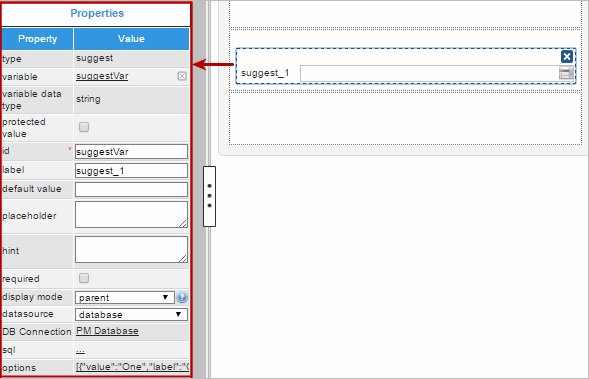 Properties
Property Value
type suggest
variable suggestVar
variable data type string
protected value
id * suggestVar
label suggest_1
default value
placeholder
hint
required
display mode parent
datasource database
DB Connection PM Database
sql ...
options [{"value":"One","label":"
suggest_1